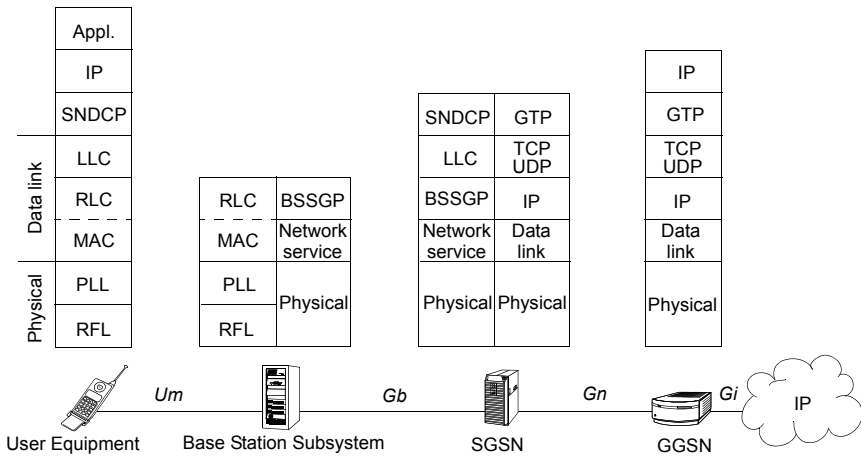 Appl.
IP
IP
SNDCP
SNDCP GTP
GTP
Data link
LLC
LLC
TCP
UDP
TCP
UDP
RLC
RLC BSSGP
BSSGP IP
IP
MAC
MAC
Network
service
Network
service
Data
link
Data
link
Physical
PLL
PLL
Physical
Physical Physical
Physical
RFL
RFL
Um
Gb
Gn
Gi
IP
User Equipment
Base Station Subsystem
SGSN
GGSN